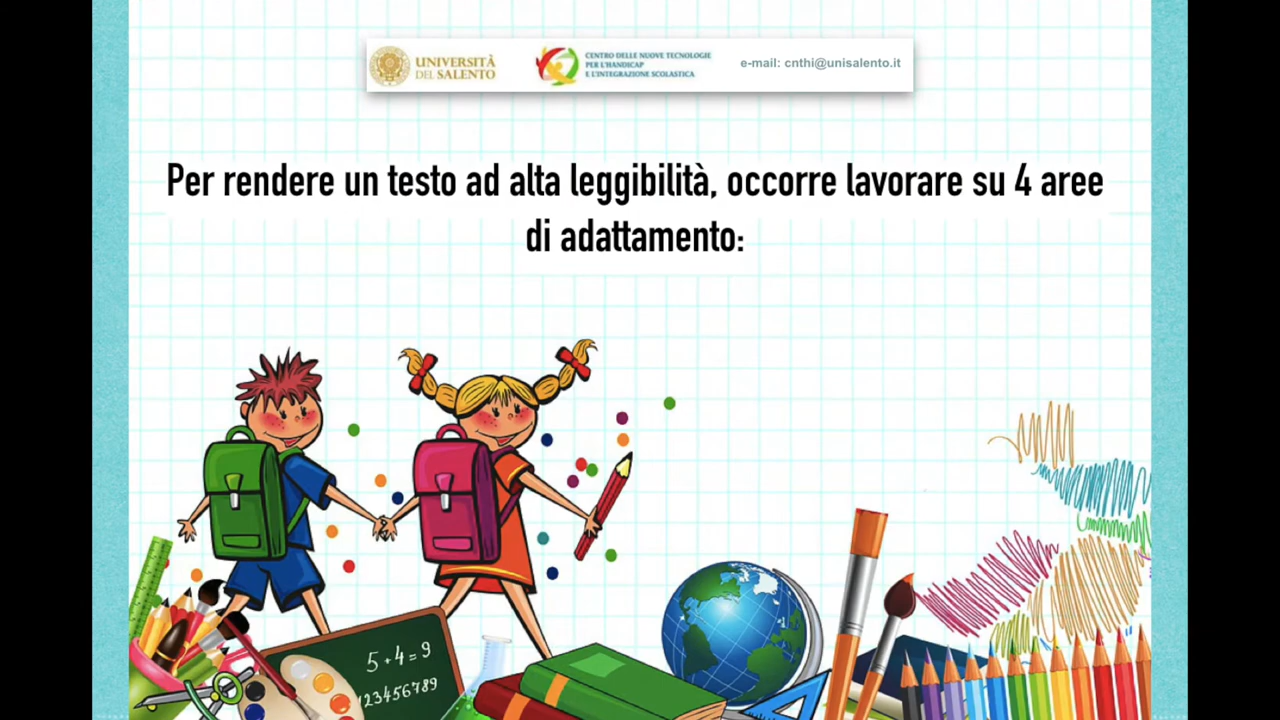 UNIVERSITÀ
DEL SALENTO
CENTRO DELLE NUOVE TECNOLOGIE
PER L'HANDICAP
E L'INTEGRAZIONE SCOLASTICA
e-mail: cnthi@unisalento.it
Per rendere un testo ad alta leggibilità, occorre lavorare su 4 aree
di adattamento:
5+4=9
123456789